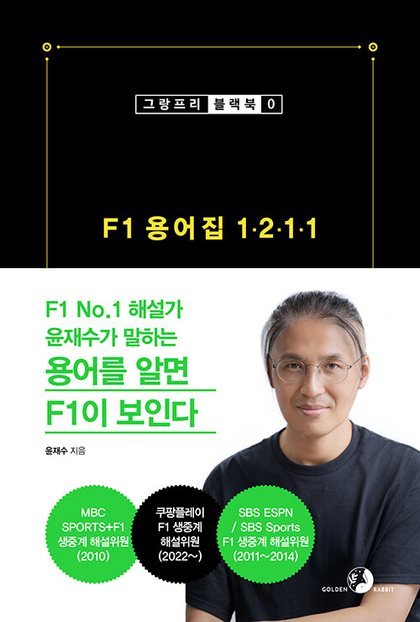 그랑프리 블랙북 0
F1 용어집 1·2·1·1
F1 No.1 해설가
윤재수가 말하는
용어를 알면
F1이 보인다
윤재수 지음
MBC
SPORTS+F1
생중계 해설위원
(2010)
쿠팡플레이
F1 생중계
해설위원
(2022~)
SBS ESPN
/ SBS Sports
F1 생중계 해설위원
(2011~2014)
GOLDEN RABBIT